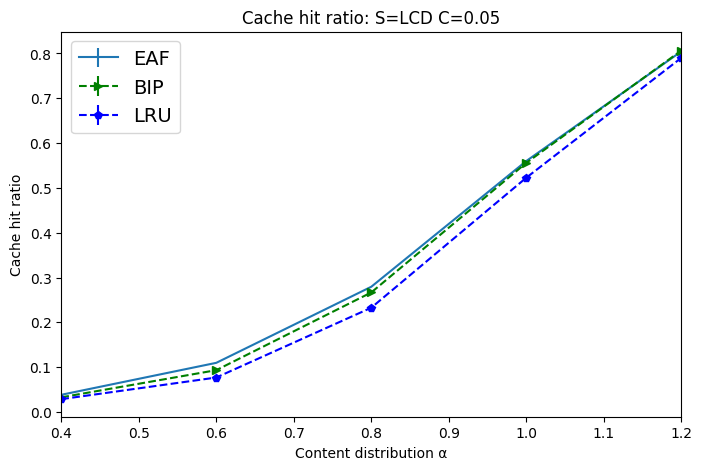 Cache hit ratio: S=LCD C=0.05
EAF
BIP
LRU
Cache hit ratio
0.8
0.7
0.6
0.5
0.4
0.3
0.2
0.1
0.0
0.4 0.5 0.6 0.7 0.8 0.9 1.0 1.1 1.2
Content distribution α